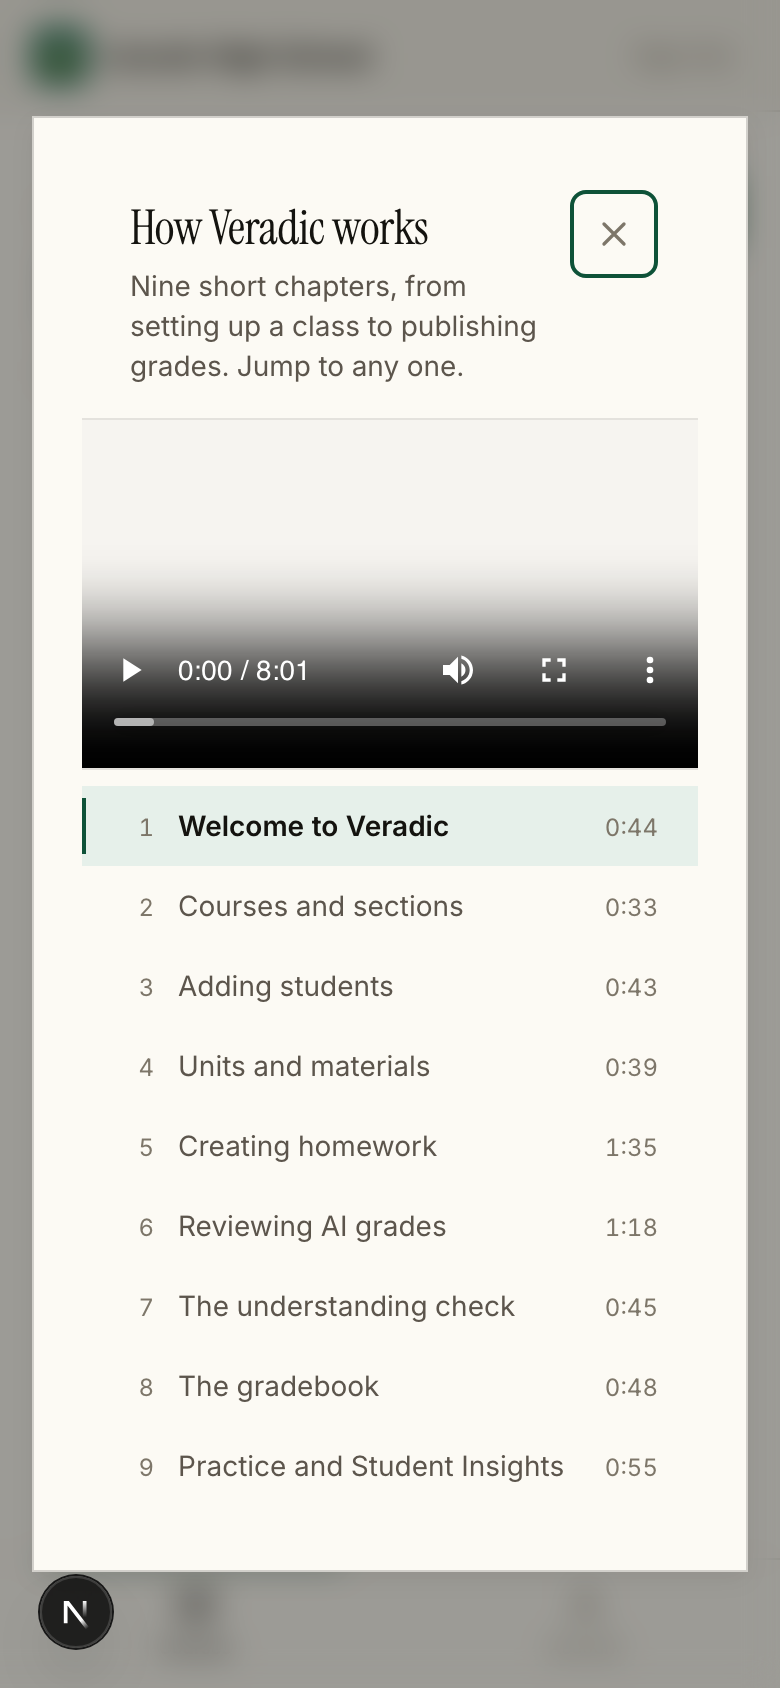 How Veradic works
Nine short chapters, from
setting up a class to publishing
grades. Jump to any one.
0:00 / 8:01
1 Welcome to Veradic 0:44
2 Courses and sections 0:33
3 Adding students 0:43
4 Units and materials 0:39
5 Creating homework 1:35
6 Reviewing AI grades 1:18
7 The understanding check 0:45
8 The gradebook 0:48
9 Practice and Student Insights 0:55
N